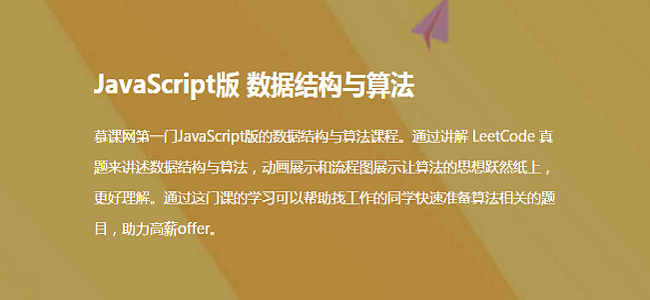 JavaScript版 数据结构与算法
慕课网第一门JavaScript版的数据结构与算法课程。通过讲解 LeetCode 真
题来讲述数据结构与算法，动画展示和流程图展示让算法的思想跃然纸上，
更好理解。通过这门课的学习可以帮助找工作的同学快速准备算法相关的题
目，助力高薪offer。